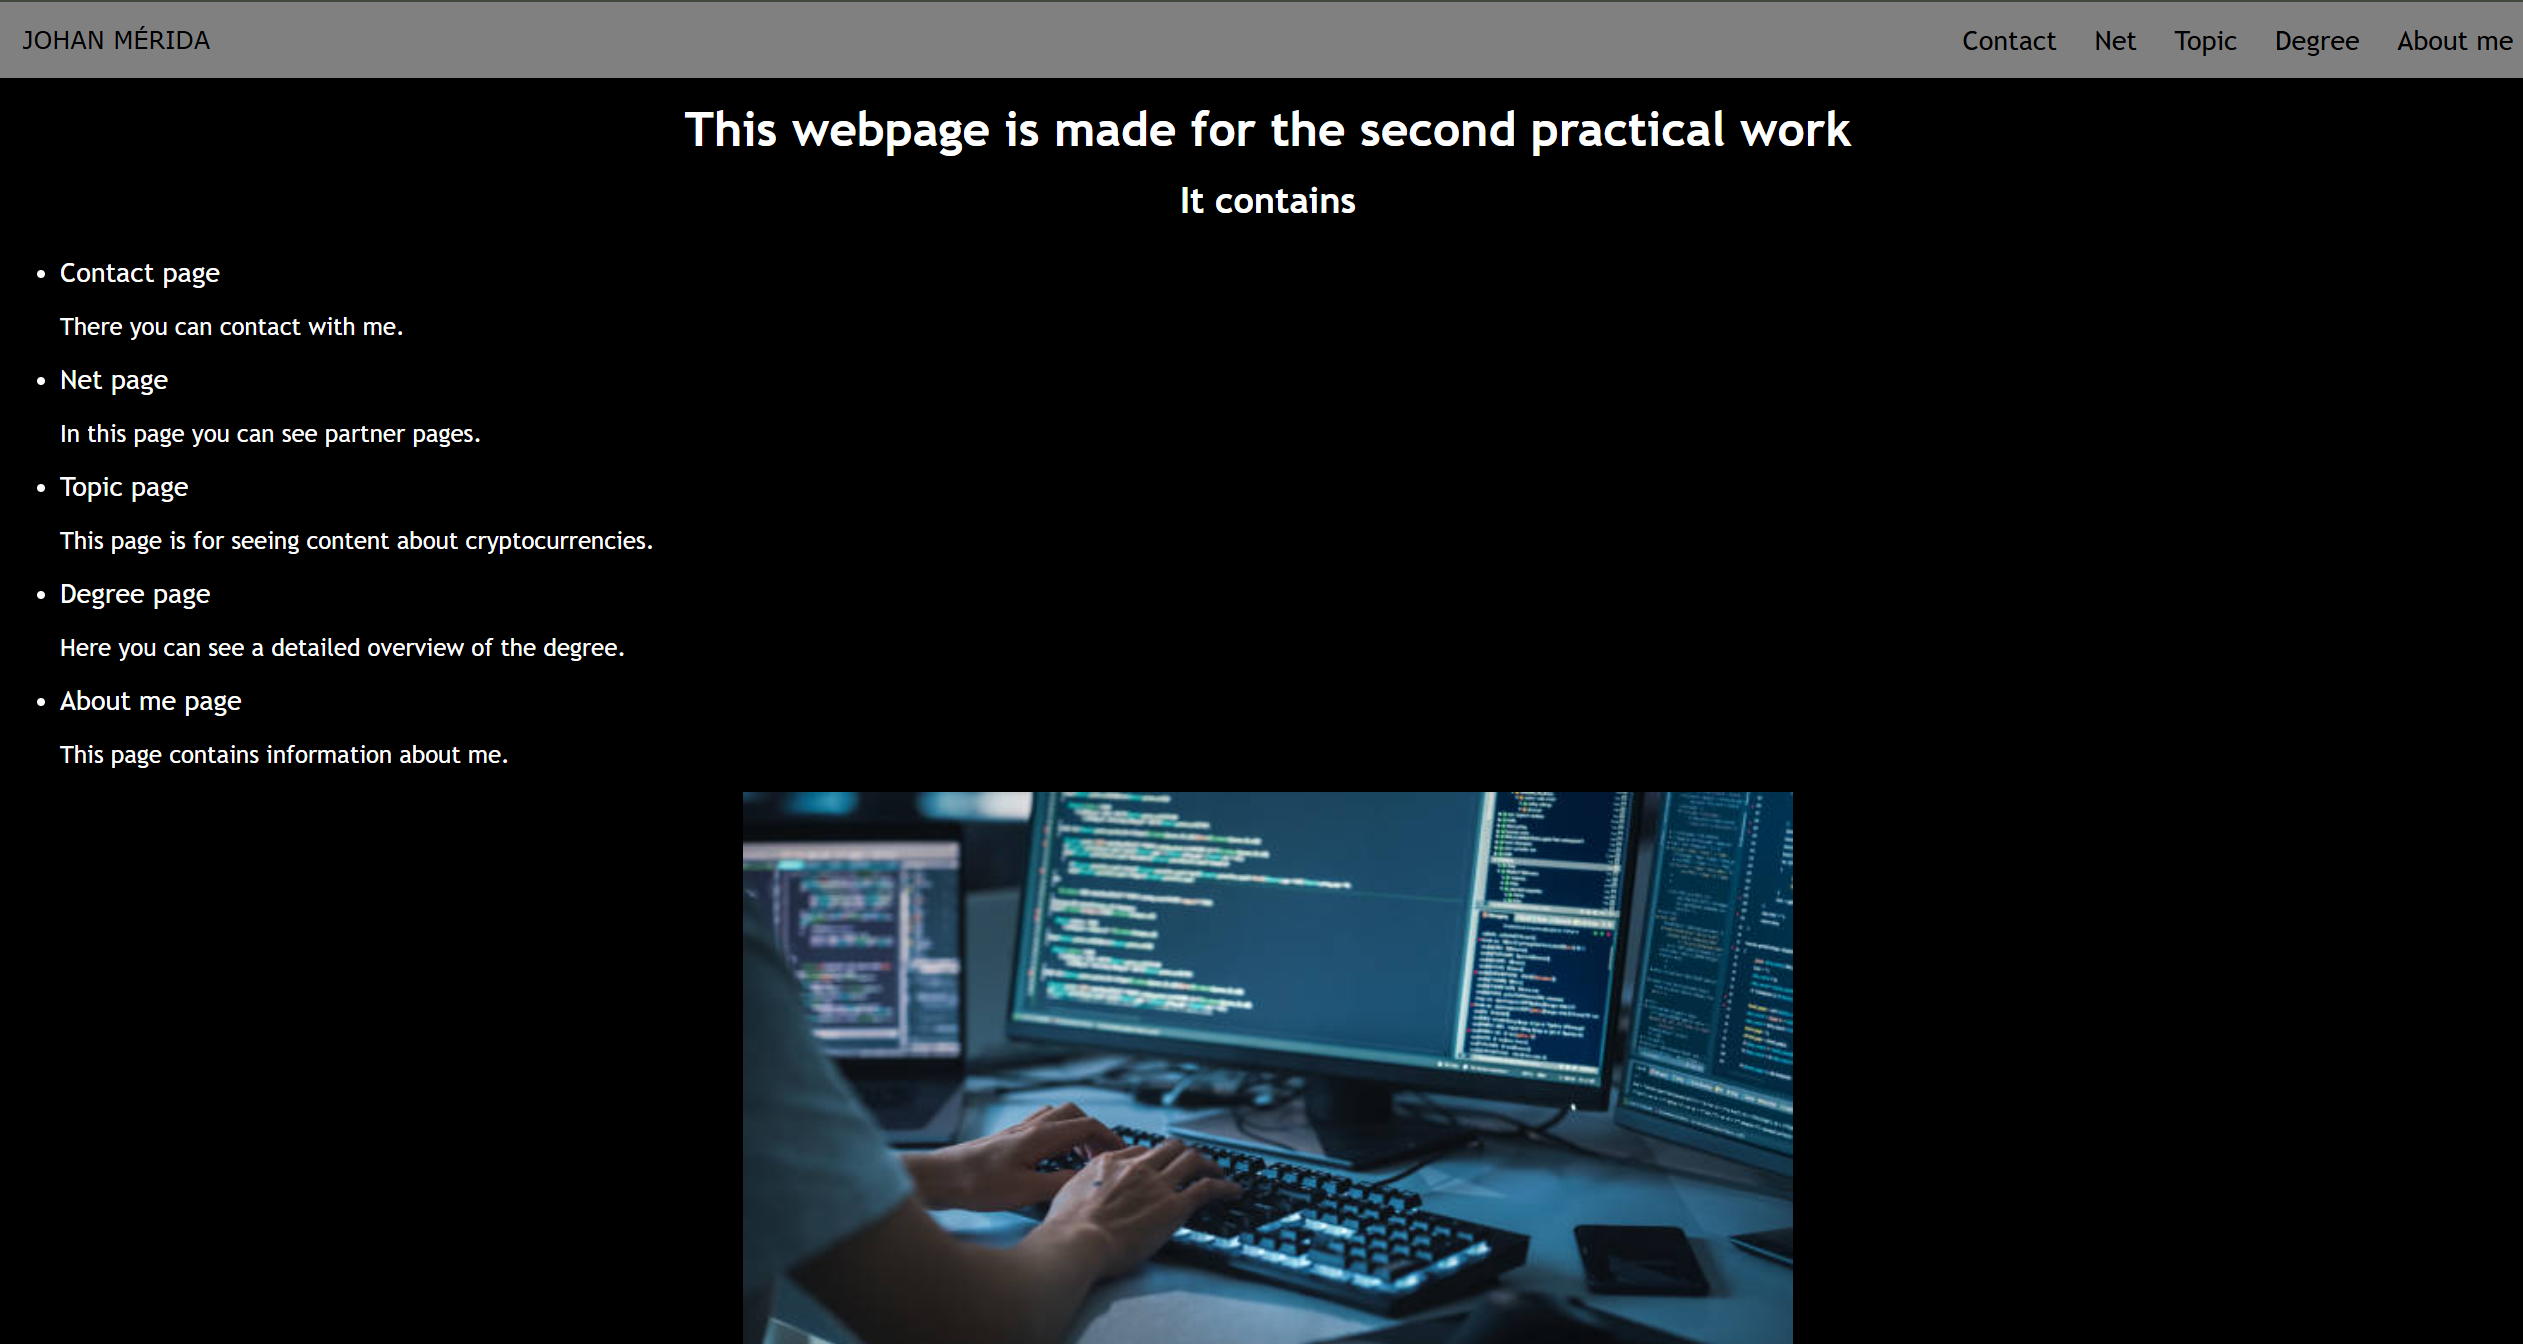 JOHAN MÉRIDA
Contact Net Topic Degree About me
This webpage is made for the second practical work
It contains
• Contact page
There you can contact with me.
• Net page
In this page you can see partner pages.
• Topic page
This page is for seeing content about cryptocurrencies.
• Degree page
Here you can see a detailed overview of the degree.
• About me page
This page contains information about me.